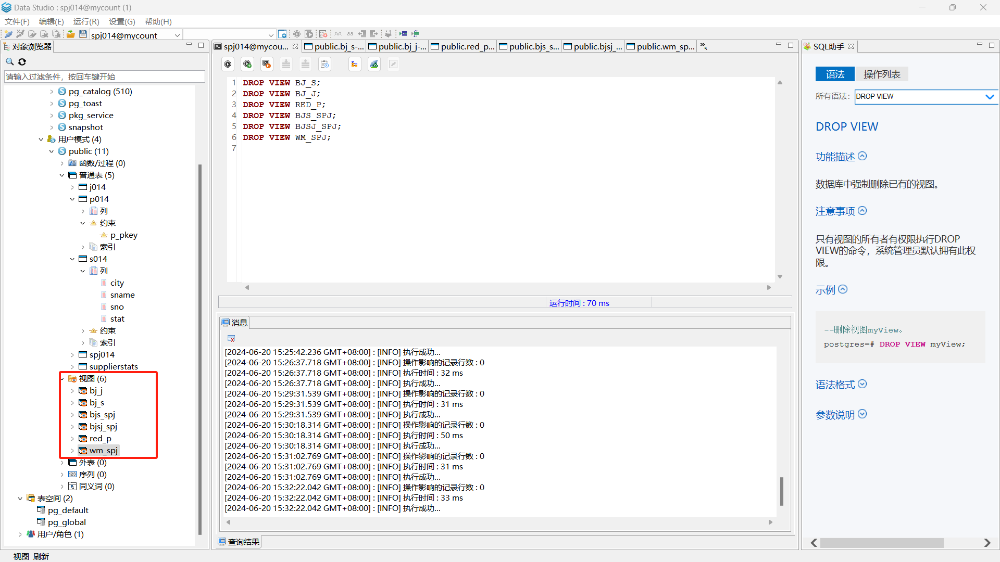 Data Studio : spj014@mycount (1)
文件(F) 编辑(E) 运行(R) 设置(G) 帮助(H)
spj014@mycount
AA aa
对象浏览器
请输入过滤条件，按回车键开始
pg_catalog (510)
pg_toast
pkg_service
snapshot
用户模式 (4)
public (11)
函数/过程 (0)
普通表 (5)
j014
p014
列
约束
p_pkey
索引
s014
列
city
sname
sno
stat
约束
索引
spj014
supplierstats
视图 (6)
bj_j
bj_s
bjs_spj
bjsj_spj
red_p
wm_spj
外表 (0)
序列 (0)
同义词 (0)
表空间 (2)
pg_default
pg_global
用户/角色 (1)
视图 刷新
spj014@mycou... public.bj_s-... public.bj_j-... public.red_p... public.bjs_s... public.bjsj_... public.wm_sp... »5
1 DROP VIEW BJ_S;
2 DROP VIEW BJ_J;
3 DROP VIEW RED_P;
4 DROP VIEW BJS_SPJ;
5 DROP VIEW BJSJ_SPJ;
6 DROP VIEW WM_SPJ;
7
运行时间 : 70 ms
消息
[2024-06-20 15:25:42.236 GMT+08:00] : [INFO] 执行成功...
[2024-06-20 15:26:37.718 GMT+08:00] : [INFO] 操作影响的记录行数 : 0
[2024-06-20 15:26:37.718 GMT+08:00] : [INFO] 执行时间 : 32 ms
[2024-06-20 15:26:37.718 GMT+08:00] : [INFO] 执行成功...
[2024-06-20 15:29:31.539 GMT+08:00] : [INFO] 操作影响的记录行数 : 0
[2024-06-20 15:29:31.539 GMT+08:00] : [INFO] 执行时间 : 31 ms
[2024-06-20 15:29:31.539 GMT+08:00] : [INFO] 执行成功...
[2024-06-20 15:30:18.314 GMT+08:00] : [INFO] 操作影响的记录行数 : 0
[2024-06-20 15:30:18.314 GMT+08:00] : [INFO] 执行时间 : 50 ms
[2024-06-20 15:30:18.314 GMT+08:00] : [INFO] 执行成功...
[2024-06-20 15:31:02.769 GMT+08:00] : [INFO] 操作影响的记录行数 : 0
[2024-06-20 15:31:02.769 GMT+08:00] : [INFO] 执行时间 : 31 ms
[2024-06-20 15:31:02.769 GMT+08:00] : [INFO] 执行成功...
[2024-06-20 15:32:22.042 GMT+08:00] : [INFO] 操作影响的记录行数 : 0
[2024-06-20 15:32:22.042 GMT+08:00] : [INFO] 执行时间 : 33 ms
[2024-06-20 15:32:22.042 GMT+08:00] : [INFO] 执行成功...
查询结果
SQL助手
语法 操作列表
所有语法: DROP VIEW
DROP VIEW
功能描述
数据库中强制删除已有的视图。
注意事项
只有视图的所有者有权限执行DROP
VIEW的命令，系统管理员默认拥有此权
限。
示例
--删除视图myView。
postgres=# DROP VIEW myView;
语法格式
参数说明